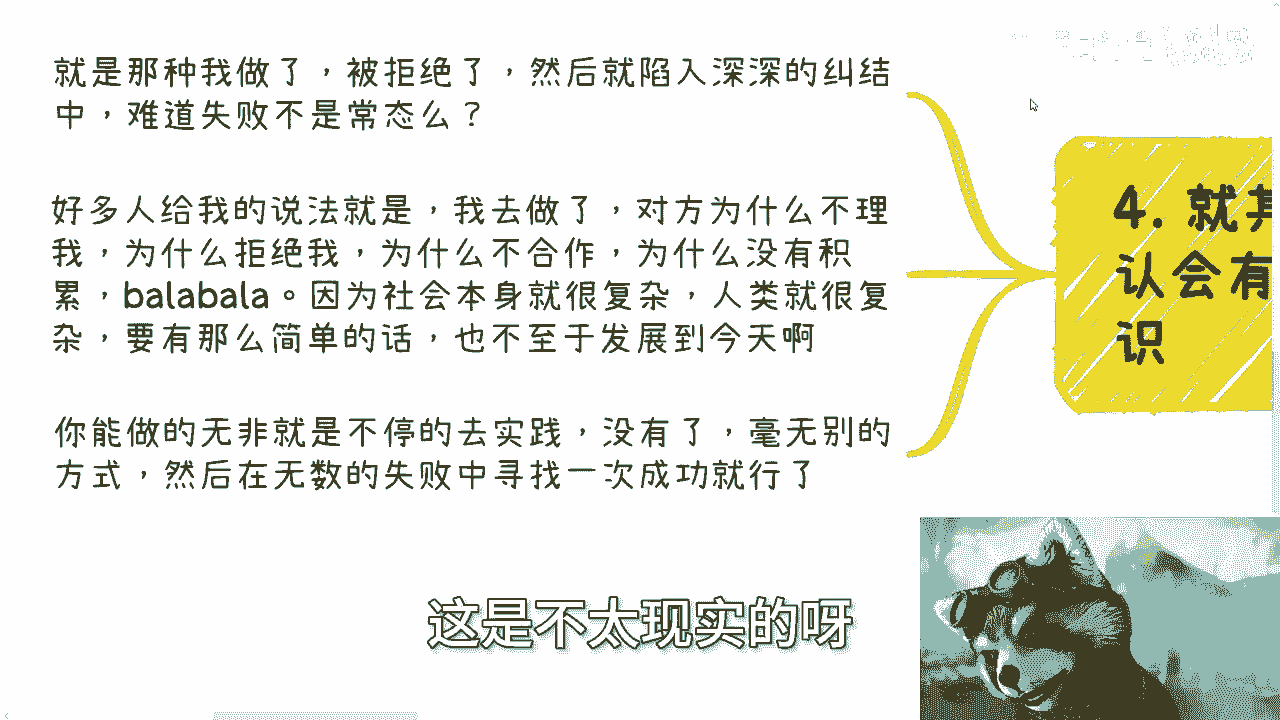 就是那种我做了，被拒绝了，然后就陷入深深的纠结
中，难道失败不是常态么？
好多人给我的说法就是，我去做了，对方为什么不理
我，为什么拒绝我，为什么不合作，为什么没有积
累，balabala。因为社会本身就很复杂，人类就很复
杂，要有那么简单的话，也不至于发展到今天啊
你能做的无非就是不停的去实践，没有了，毫无别的
方式，然后在无数的失败中寻找一次成功就行了
4. 就其
认会有
识
这是不太现实的呀